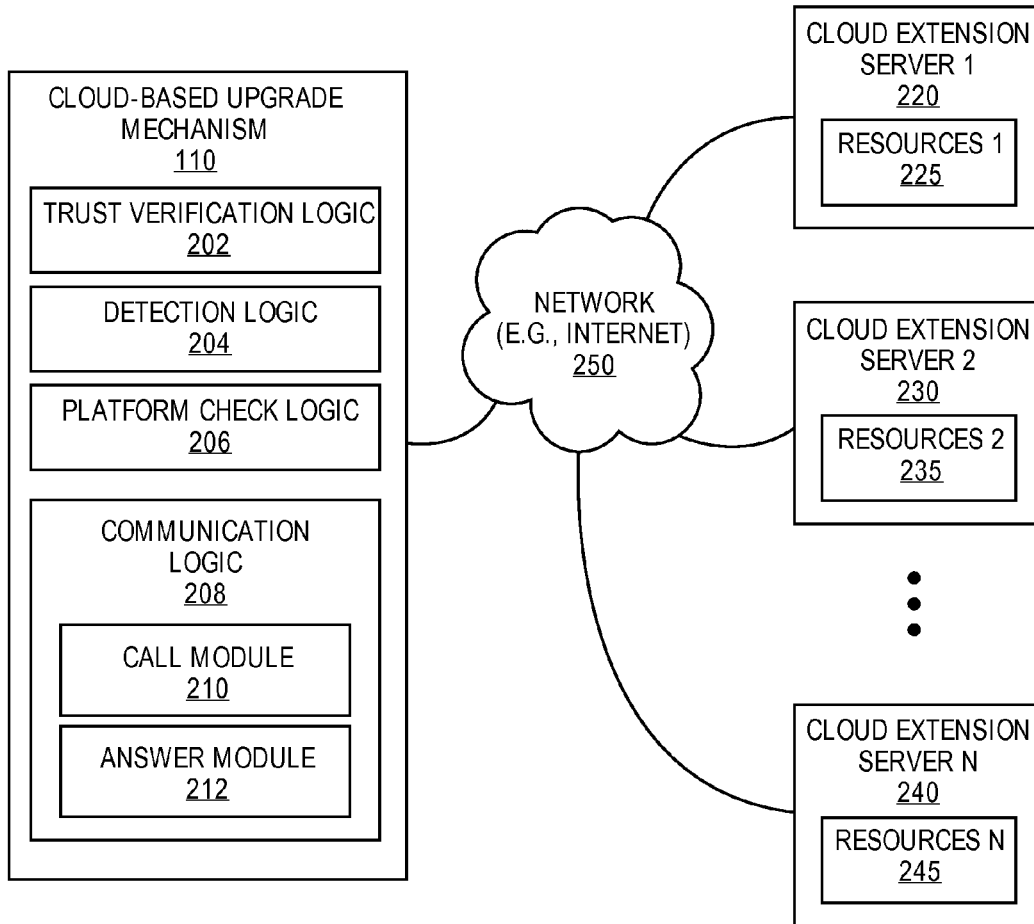 CLOUD-BASED UPGRADE
MECHANISM
110
TRUST VERIFICATION LOGIC
202
DETECTION LOGIC
204
PLATFORM CHECK LOGIC
206
COMMUNICATION
LOGIC
208
CALL MODULE
210
ANSWER MODULE
212
NETWORK
(E.G., INTERNET)
250
CLOUD EXTENSION
SERVER 1
220
RESOURCES 1
225
CLOUD EXTENSION
SERVER 2
230
RESOURCES 2
235
CLOUD EXTENSION
SERVER N
240
RESOURCES N
245